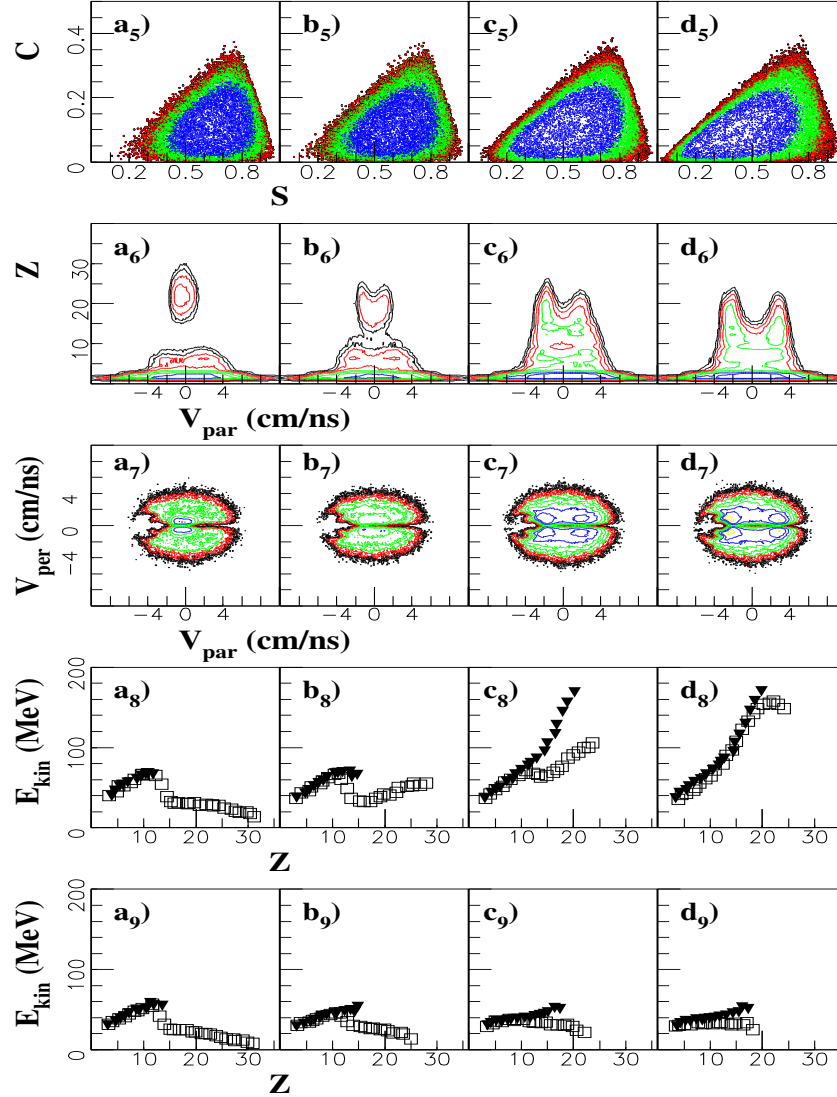 C
0.4
0.2
0
a5)
b5)
c5)
d5)
0.2 0.5 0.8
0.2 0.5 0.8
0.2 0.5 0.8
0.2 0.5 0.8
S
Z
30
20
10
a6)
b6)
c6)
d6)
−4 0 4
−4 0 4
−4 0 4
−4 0 4
Vpar (cm/ns)
Vper (cm/ns)
4
0
−4
a7)
b7)
c7)
d7)
−4 0 4
−4 0 4
−4 0 4
−4 0 4
Vpar (cm/ns)
Ekin (MeV)
200
100
0
a8)
b8)
c8)
d8)
10 20 30
10 20 30
10 20 30
10 20 30
Z
Ekin (MeV)
200
100
0
a9)
b9)
c9)
d9)
10 20 30
10 20 30
10 20 30
10 20 30
Z